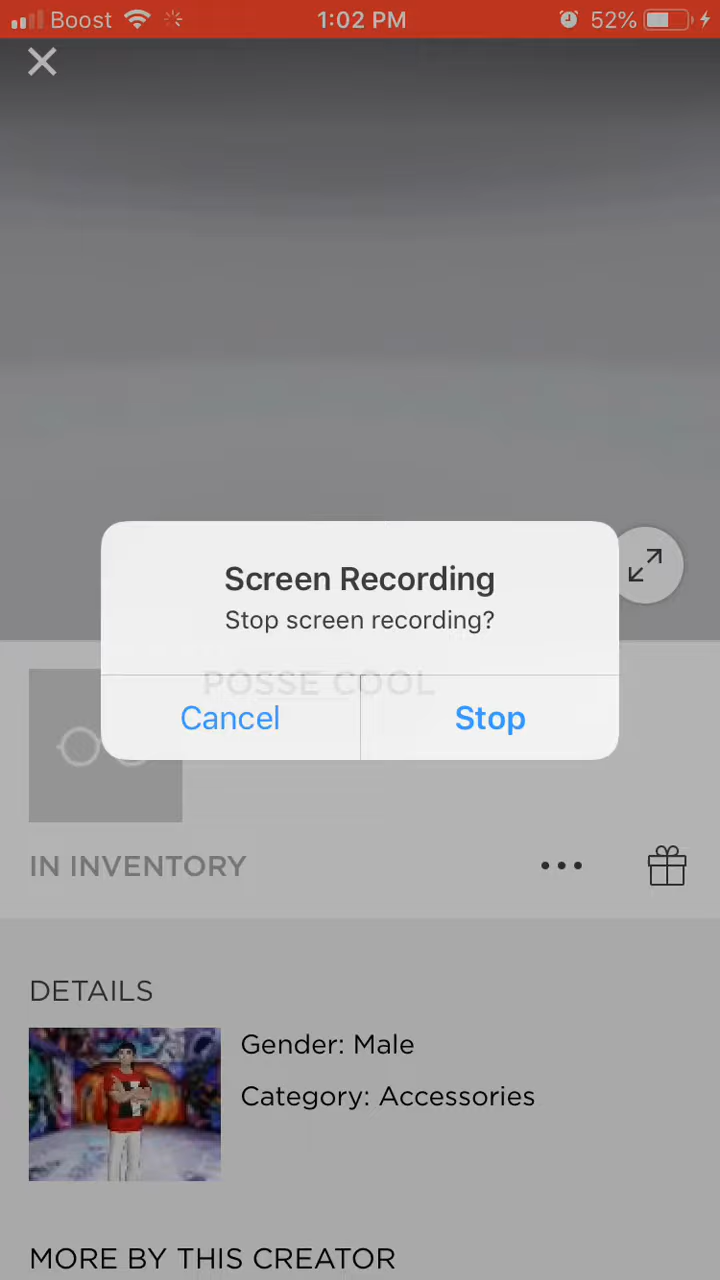 Boost 1:02 PM 52%
Screen Recording
Stop screen recording?
POSSE COOL
Cancel Stop
IN INVENTORY
DETAILS
Gender: Male
Category: Accessories
MORE BY THIS CREATOR